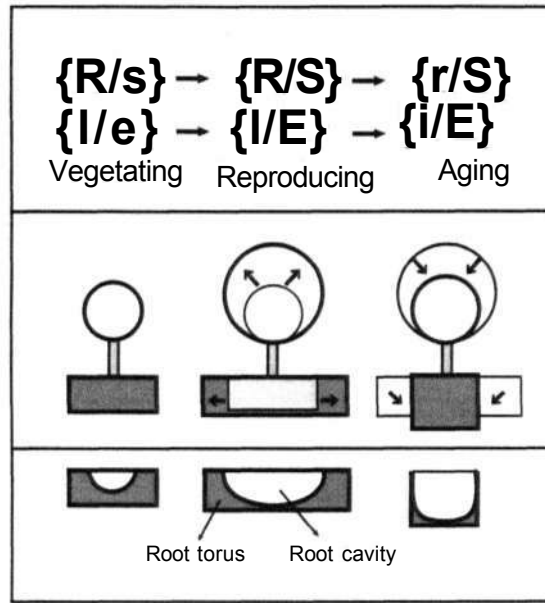 {R/s} → {R/S} → {r/S}
{I/e} → {I/E} → {i/E}
Vegetating Reproducing Aging
Root torus Root cavity